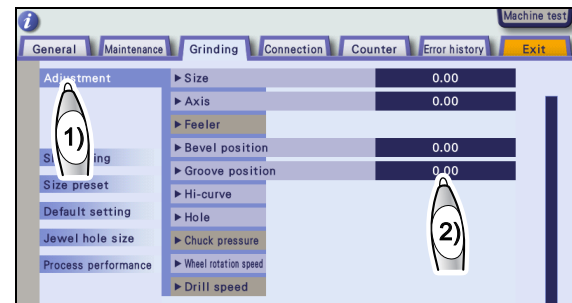 i
Machine test
General Maintenance Grinding Connection Counter Error history Exit
Adjustment ▶ Size 0.00
▶ Axis 0.00
▶ Feeler
1)
▶ Bevel position 0.00
ing
▶ Groove position 0.00
Size preset
▶ Hi-curve
Default setting
▶ Hole
2)
Jewel hole size
▶ Chuck pressure
Process performance
▶ Wheel rotation speed
▶ Drill speed